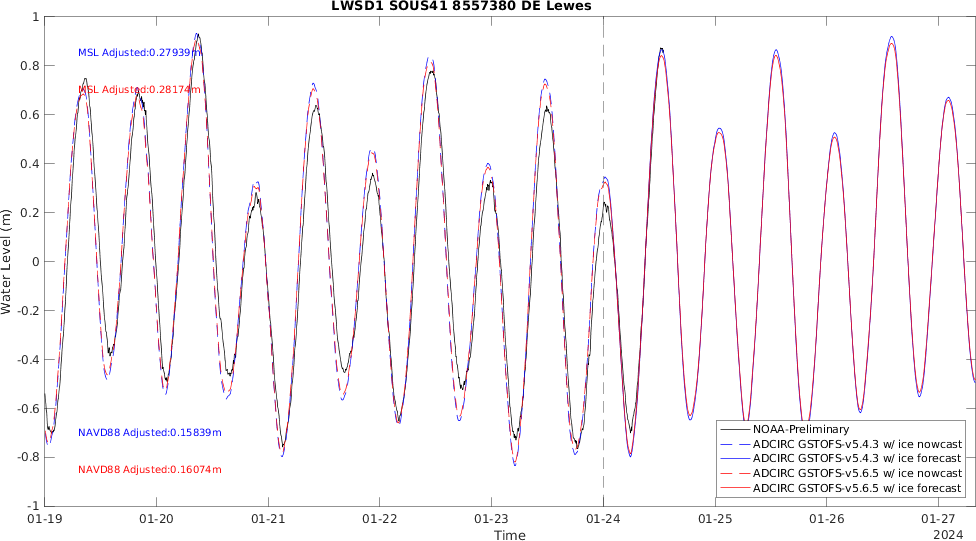 LWSD1 SOUS41 8557380 DE Lewes
1
0.8
0.6
0.4
0.2
0
-0.2
-0.4
-0.6
-0.8
-1
Water Level (m)
MSL Adjusted:0.27939m
MSL Adjusted:0.28174m
NAVD88 Adjusted:0.15839m
NAVD88 Adjusted:0.16074m
NOAA-Preliminary
ADCIRC GSTOFS-v5.4.3 w/ ice nowcast
ADCIRC GSTOFS-v5.4.3 w/ ice forecast
ADCIRC GSTOFS-v5.6.5 w/ ice nowcast
ADCIRC GSTOFS-v5.6.5 w/ ice forecast
01-19 01-20 01-21 01-22 01-23 01-24 01-25 01-26 01-27
Time
2024